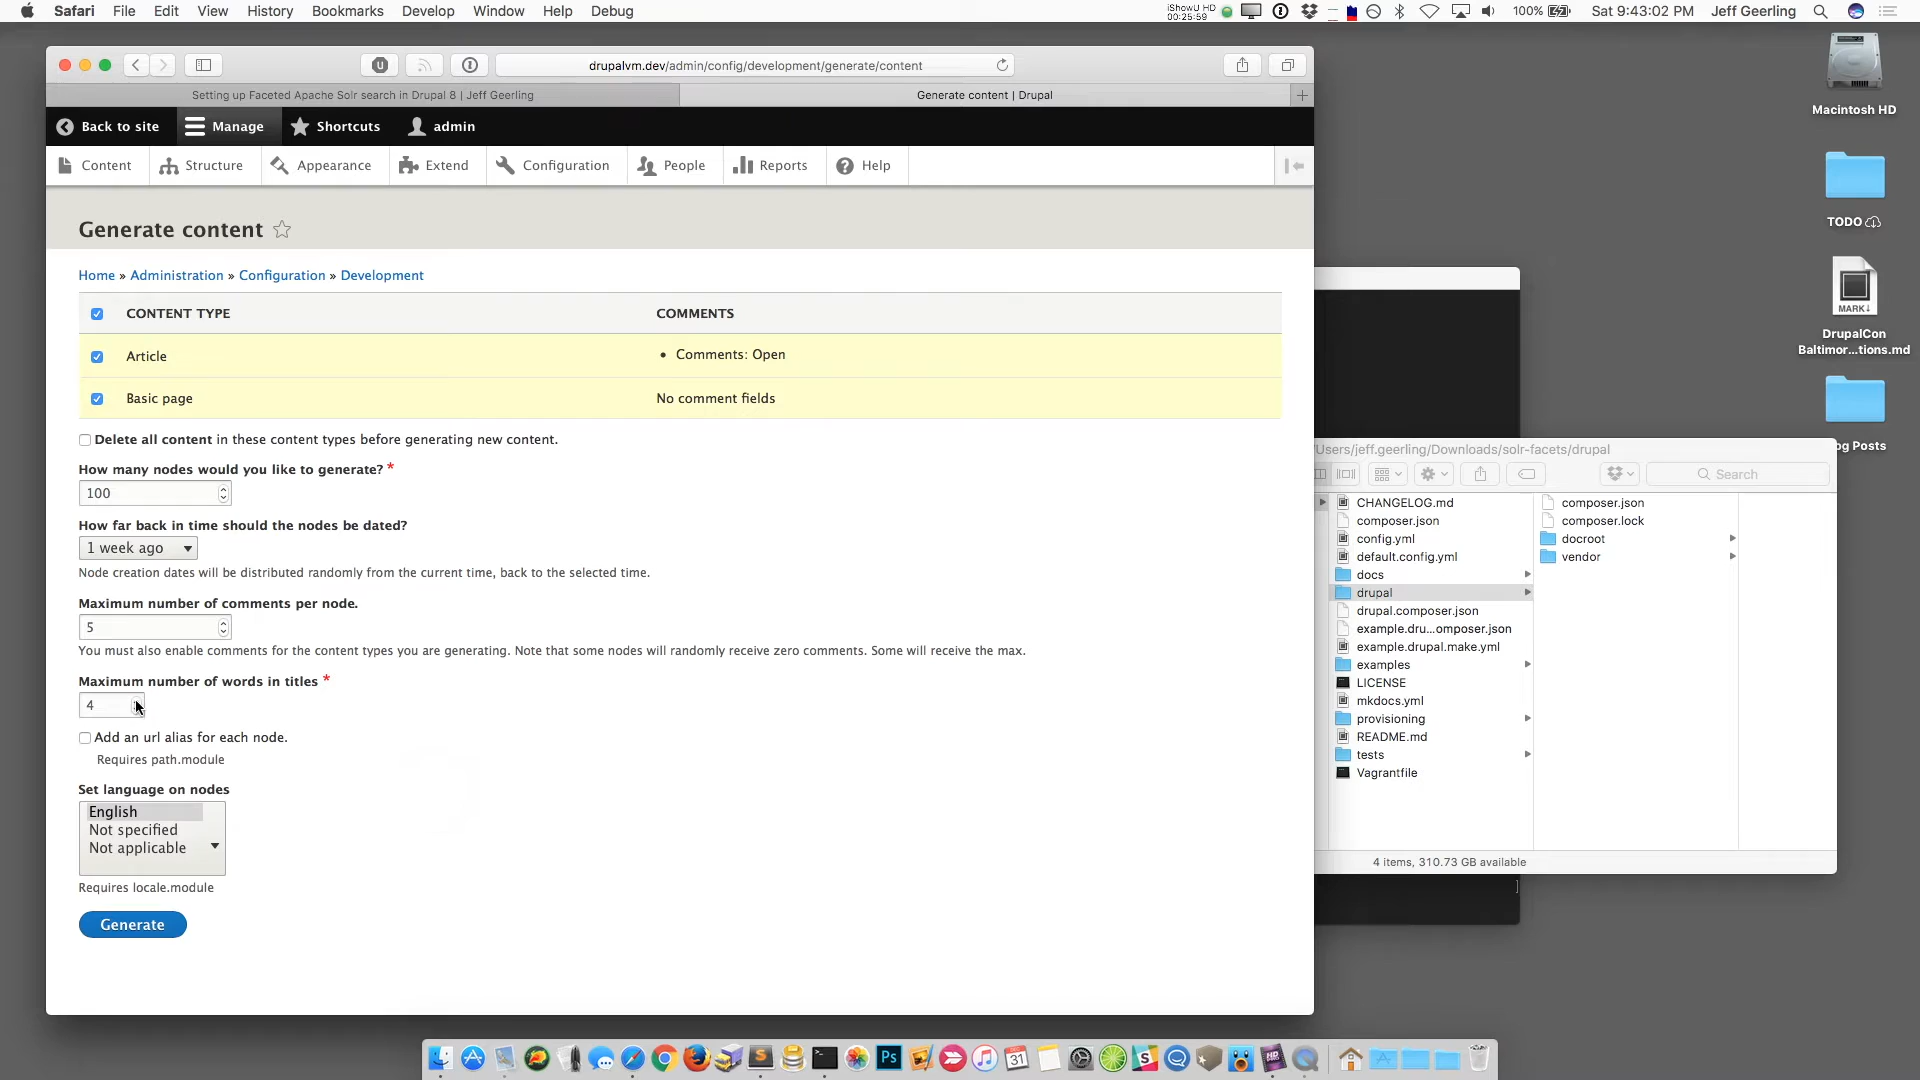 Safari File Edit View History Bookmarks Develop Window Help Debug
iShowU HD
00:25:59
100% Sat 9:43:02 PM Jeff Geerling
drupalvm.dev/admin/config/development/generate/content
Setting up Faceted Apache Solr search in Drupal 8 | Jeff Geerling
Generate content | Drupal
Back to site Manage Shortcuts admin
Content Structure Appearance Extend Configuration People Reports Help
Generate content
Home » Administration » Configuration » Development
CONTENT TYPE COMMENTS
Article • Comments: Open
Basic page No comment fields
Delete all content in these content types before generating new content.
How many nodes would you like to generate? *
100
How far back in time should the nodes be dated?
1 week ago
Node creation dates will be distributed randomly from the current time, back to the selected time.
Maximum number of comments per node.
5
You must also enable comments for the content types you are generating. Note that some nodes will randomly receive zero comments. Some will receive the max.
Maximum number of words in titles *
4
Add an url alias for each node.
Requires path.module
Set language on nodes
English
Not specified
Not applicable
Requires locale.module
Generate
Macintosh HD
TODO
MARK↓
DrupalCon
Baltimor...tions.md
og Posts
Users/jeff.geerling/Downloads/solr-facets/drupal
Search
CHANGELOG.md
composer.json
config.yml
default.config.yml
docs
drupal
drupal.composer.json
example.dru...omposer.json
example.drupal.make.yml
examples
LICENSE
mkdocs.yml
provisioning
README.md
tests
Vagrantfile
composer.json
composer.lock
docroot
vendor
4 items, 310.73 GB available
Ps
31